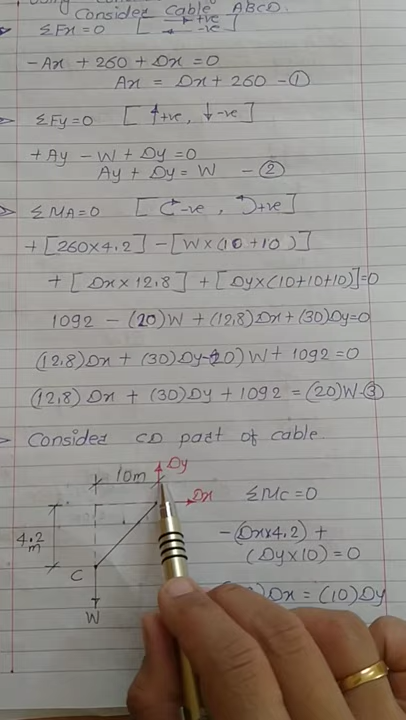 Consider Cable ABCD.
ΣFx=0 [→+ve ←-ve]
-Ax + 260 + Dx = 0
Ax = Dx + 260 - ①
ΣFy=0 [↑+ve, ↓-ve]
+Ay - W + Dy = 0
Ay + Dy = W - ②
ΣMA=0 [↻-ve, ↺+ve]
+[260×4.2] - [W×(10+10)]
+[Dx×12.8] + [Dy×(10+10+10)]=0
1092 - (20)W + (12.8)Dx + (30)Dy=0
(12.8)Dx + (30)Dy-(20)W + 1092 = 0
(12.8)Dx + (30)Dy + 1092 = (20)W-③
Consider CD part of cable.
10m Dy
Dx ΣMc=0
4.2 m
-(Dx×4.2) +
(Dy×10) = 0
C
Dx = (10)Dy
W